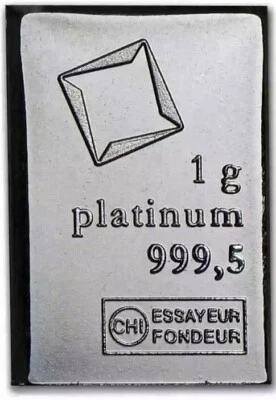 1 g
platinum
999,5
CHI ESSAYEUR
FONDEUR